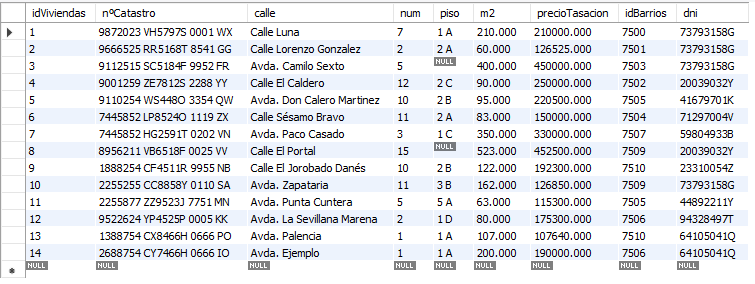 idViviendas nºCatastro calle num piso m2 precioTasacion idBarrios dni
1 9872023 VH5797S 0001 WX Calle Luna 7 1 A 210.000 210000.000 7500 73793158G
2 9666525 RR5168T 8541 GG Calle Lorenzo Gonzalez 2 2 A 60.000 126525.000 7501 73793158G
3 9112515 SC5184F 9952 FR Avda. Camilo Sexto 5 NULL 400.000 450000.000 7503 73793158G
4 9001259 ZE7812S 2288 YY Calle El Caldero 12 2 C 90.000 250000.000 7502 20039032Y
5 9110254 WS448O 3354 QW Avda. Don Calero Martinez 10 2 B 95.000 220500.000 7505 41679701K
6 7445852 LP8524O 1119 ZX Calle Sésamo Bravo 11 2 A 83.000 150000.000 7504 71297004V
7 7445852 HG2591T 0202 VN Avda. Paco Casado 3 1 C 350.000 330000.000 7507 59804933B
8 8956211 VB6518F 0025 VV Calle El Portal 15 NULL 523.000 452500.000 7509 20039032Y
9 1888254 CF4511R 9955 NB Calle El Jorobado Danés 10 2 B 122.000 192300.000 7510 23310054Z
10 2255255 CC8858Y 0110 SA Avda. Zapataria 11 3 B 162.000 126850.000 7509 73793158G
11 2255877 ZZ9523J 7751 MN Avda. Punta Cuntera 5 5 A 63.000 115300.000 7505 44892211Y
12 9522624 YP4525P 0005 KK Avda. La Sevillana Marena 2 1 D 80.000 175300.000 7506 94328497T
13 1388754 CX8466H 0666 PO Avda. Palencia 1 1 A 107.000 107640.000 7510 64105041Q
14 2688754 CY7466H 0666 IO Avda. Ejemplo 1 1 A 200.000 190000.000 7506 64105041Q
NULL NULL NULL NULL NULL NULL NULL NULL NULL